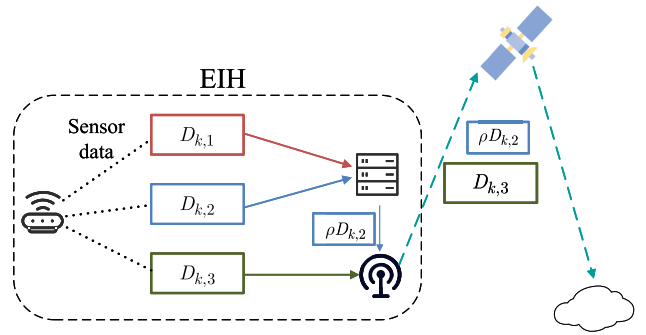 EIH
Sensor
data
D_{k,1}
D_{k,2}
D_{k,3}
ρD_{k,2}
ρD_{k,2}
D_{k,3}